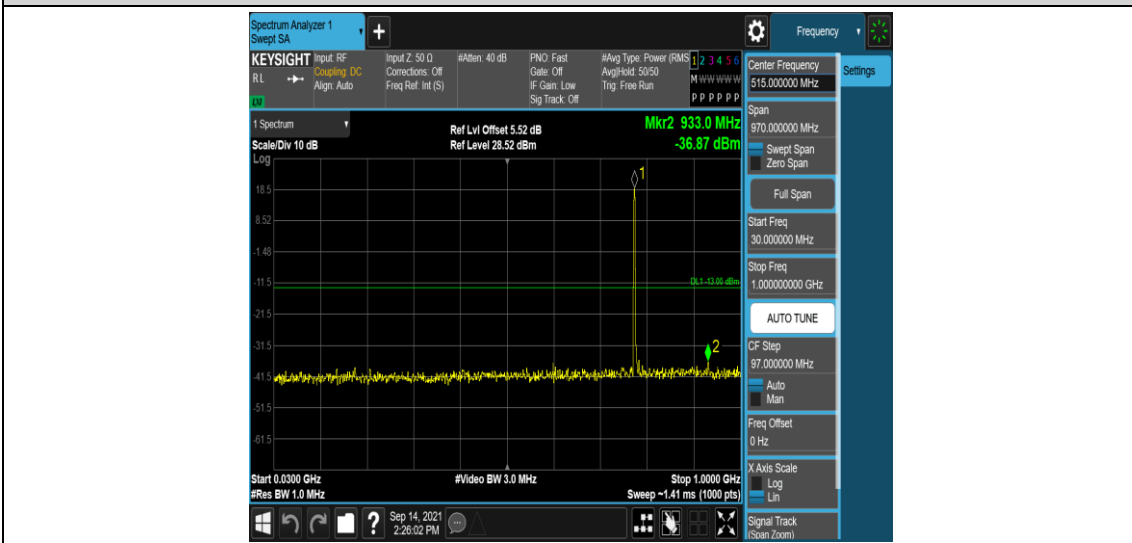 Spectrum Analyzer 1
Swept SA
+
Frequency
KEYSIGHT
RL
Input: RF
Coupling: DC
Align: Auto
Input Z: 50 Ω
Corrections: Off
Freq Ref: Int (S)
#Atten: 40 dB
PNO: Fast
Gate: Off
IF Gain: Low
Sig Track: Off
#Avg Type: Power (RMS
Avg|Hold: 50/50
Trig: Free Run
1 2 3 4 5 6
M W W W W W
P P P P P P
1 Spectrum
Scale/Div 10 dB
Log
Ref Lvl Offset 5.52 dB
Ref Level 28.52 dBm
Mkr2 933.0 MHz
-36.87 dBm
18.5
8.52
-1.48
-11.5
-21.5
-31.5
-41.5
-51.5
-61.5
1
DL1 -13.00 dBm
2
Start 0.0300 GHz
#Res BW 1.0 MHz
#Video BW 3.0 MHz
Stop 1.0000 GHz
Sweep ~1.41 ms (1000 pts)
?
Sep 14, 2021
2:26:02 PM
Center Frequency
515.000000 MHz
Settings
Span
970.000000 MHz
Swept Span
Zero Span
Full Span
Start Freq
30.000000 MHz
Stop Freq
1.000000000 GHz
AUTO TUNE
CF Step
97.000000 MHz
Auto
Man
Freq Offset
0 Hz
X Axis Scale
Log
Lin
Signal Track
(Span Zoom)